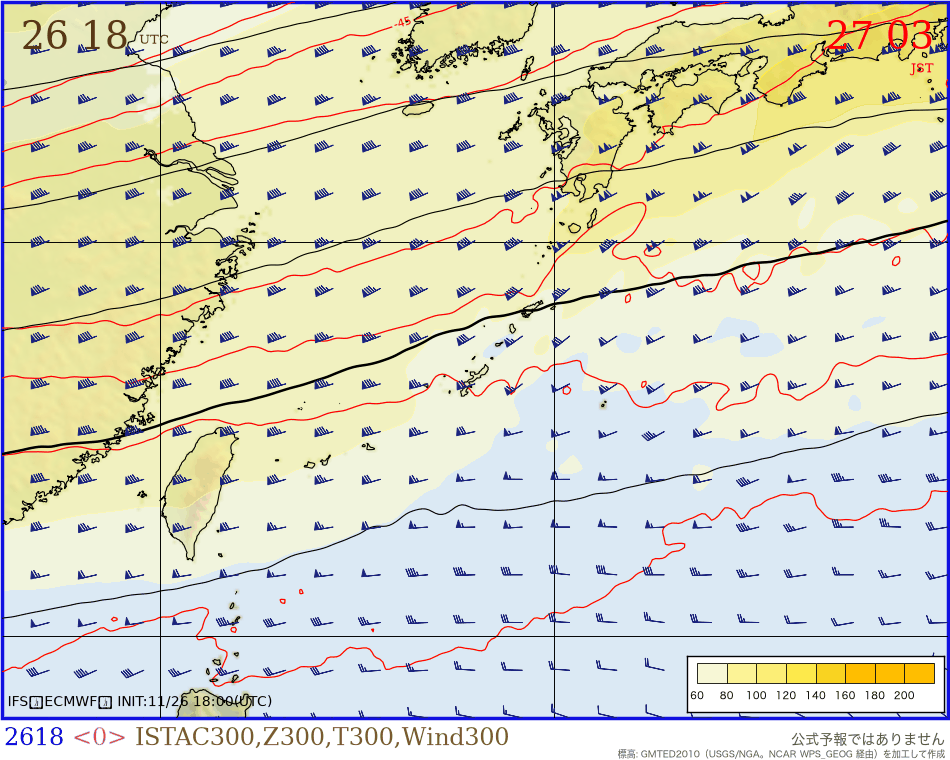 26 18 UTC
27 03
JST
-45
60 80 100 120 140 160 180 200
IFS ECMWF INIT:11/26 18:00(UTC)
2618 <0> ISTAC300,Z300,T300,Wind300
公式予報ではありません
標高: GMTED2010（USGS/NGA。NCAR WPS_GEOG 経由）を加工して作成